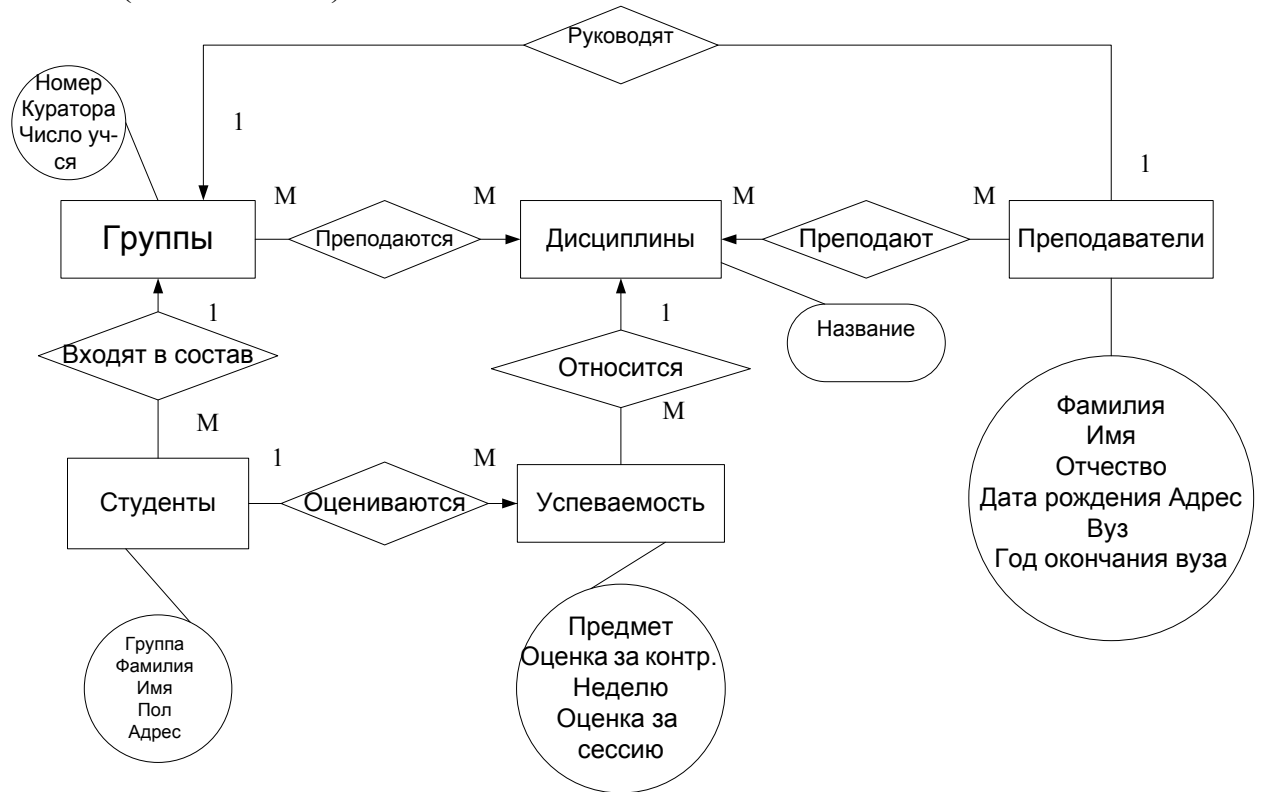 Руководят
Номер
Куратора
Число уч-
ся
1
1
М
М
М
М
Группы
Преподаются
Дисциплины
Преподают
Преподаватели
1
1
Название
Входят в состав
Относится
М
М
Фамилия
Имя
Отчество
Дата рождения Адрес
Вуз
Год окончания вуза
1
М
Студенты
Оцениваются
Успеваемость
Группа
Фамилия
Имя
Пол
Адрес
Предмет
Оценка за контр.
Неделю
Оценка за
сессию